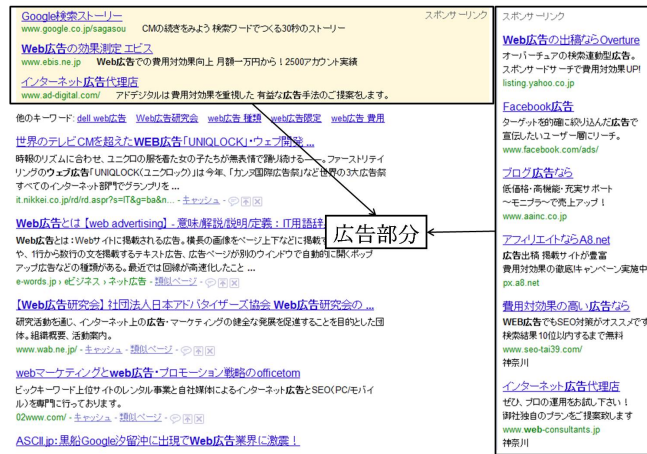 Google検索ストーリー
スポンサーリンク
www.google.co.jp/sagasou CMの続きをみよう 検索ワードでつくる30秒のストーリー
Web広告の効果測定 エビス
www.ebis.ne.jp Web広告での費用対効果向上 月額一万円から!2500アカウント実績
インターネット広告代理店
www.ad-digital.com/ アドデジタルは費用対効果を重視した 有益な広告手法のご提案をします。
他のキーワード: dell web広告 Web広告研究会 web広告 種類 web広告限定 web広告 費用
世界のテレビCMを超えたWEB広告「UNIQLOCK」・ウェブ開発 ...
時報のリズムに合わせ、ユニクロの服を着た女の子たちが無表情で踊り続ける――。ファーストリテイ
リングのウェブ広告「UNIQLOCK(ユニクロック)」は今年、「カンヌ国際広告祭」など世界の3大広告祭
すべてのインターネット部門でグランプリを ...
it.nikkei.co.jp/rd/rd.aspr?s=IT&g=ba&n... - キャッシュ - 類似ページ -
Web広告とは 【web advertising】 - 意味/解説/説明/定義 : IT用語辞
Web広告とは : Webサイトに掲載される広告。横長の画像をページ上下などに掲載す
や、1行から数行の文を掲載するテキスト広告、広告ページが別のウインドウで自動的に開くポップ
アップ広告などの種類がある。最近では回線が高速化したこと ...
e-words.jp › eビジネス › ネット広告 - 類似ページ -
【Web広告研究会】 社団法人日本アドバタイザーズ協会 Web広告研究会の ...
研究活動を通じ、インターネット上の広告・マーケティングの健全な発展を促進することを目的とした団
体。組織概要、活動案内。
www.wab.ne.jp/ - キャッシュ - 類似ページ -
webマーケティングとweb広告・プロモーション戦略のofficetom
ビックキーワード上位サイトのレンタル事業と自社媒体によるインターネット広告とSEO(PC/モバイ
ル)を専門に行っております。
02www.com/ - キャッシュ - 類似ページ -
ASCII.jp:黒船Google汐留沖に出現でWeb広告業界に激震!
広告部分
スポンサーリンク
Web広告の出稿ならOverture
オーバーチュアの検索連動型広告。
スポンサードサーチで費用対効果UP!
listing.yahoo.co.jp
Facebook広告
ターゲットを的確に絞り込んだ広告で
宣伝したいユーザー層にリーチ。
www.facebook.com/ads/
ブログ広告なら
低価格・高機能・充実サポート
~モニプラ~で売上アップ!
www.aainc.co.jp
アフィリエイトならA8.net
広告出稿 掲載サイトが豊富
費用対効果の徹底!キャンペーン実施中
px.a8.net
費用対効果の高い広告なら
WEB広告でもSEO対策がオススメです
検索結果10位以内するまで無料
www.seo-tai39.com/
神奈川
インターネット広告代理店
ぜひ、プロの運用をお試し下さい!
御社独自のプランをご提案致します
www.web-consultants.jp
神奈川